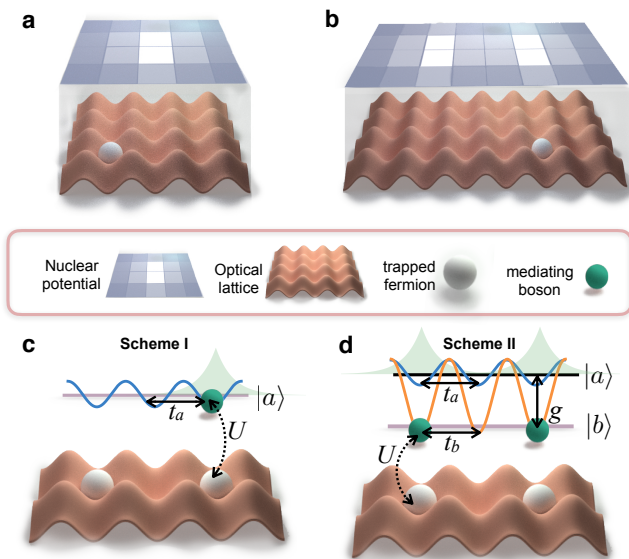 a
b
Nuclear
potential
Optical
lattice
trapped
fermion
mediating
boson
c
Scheme I
|a⟩
t_a
U
d
Scheme II
|a⟩
t_a
g
|b⟩
t_b
U